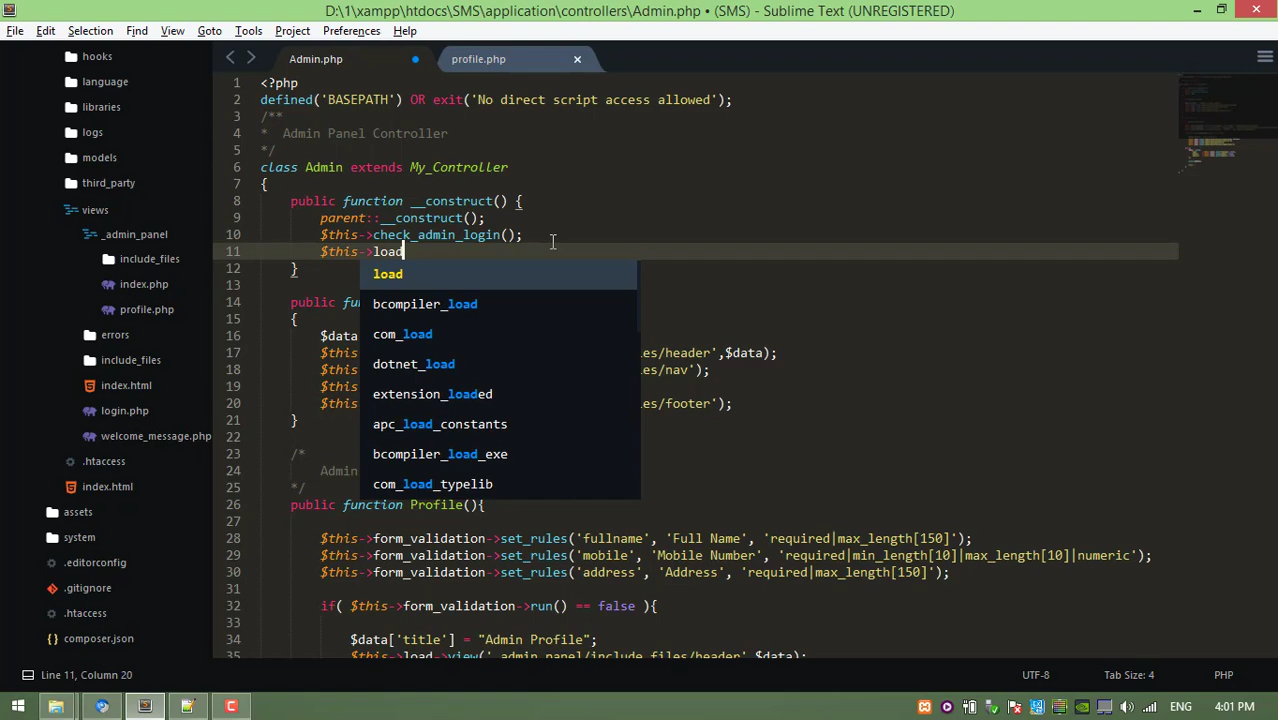 D:\1\xampp\htdocs\SMS\application\controllers\Admin.php • (SMS) - Sublime Text (UNREGISTERED)
File Edit Selection Find View Goto Tools Project Preferences Help
hooks
language
libraries
logs
models
third_party
views
_admin_panel
include_files
index.php
profile.php
errors
include_files
index.html
login.php
welcome_message.php
.htaccess
index.html
assets
system
.editorconfig
.gitignore
.htaccess
composer.json
Admin.php profile.php
1 <?php
2 defined('BASEPATH') OR exit('No direct script access allowed');
3 /**
4 * Admin Panel Controller
5 */
6 class Admin extends My_Controller
7 {
8 public function __construct() {
9 parent::__construct();
10 $this->check_admin_login();
11 $this->load
12 }
13
14 public fu
15 {
16 $data
17 $this les/header',$data);
18 $this les/nav');
19 $this
20 $this les/footer');
21 }
22
23 /*
24 Admin
25 */
26 public function Profile(){
27
28 $this->form_validation->set_rules('fullname', 'Full Name', 'required|max_length[150]');
29 $this->form_validation->set_rules('mobile', 'Mobile Number', 'required|min_length[10]|max_length[10]|numeric');
30 $this->form_validation->set_rules('address', 'Address', 'required|max_length[150]');
31
32 if( $this->form_validation->run() == false ){
33
34 $data['title'] = "Admin Profile";
35 $this->load->view('_admin_panel/include_files/header',$data);
load
bcompiler_load
com_load
dotnet_load
extension_loaded
apc_load_constants
bcompiler_load_exe
com_load_typelib
Line 11, Column 20 UTF-8 Tab Size: 4 PHP
ENG 4:01 PM